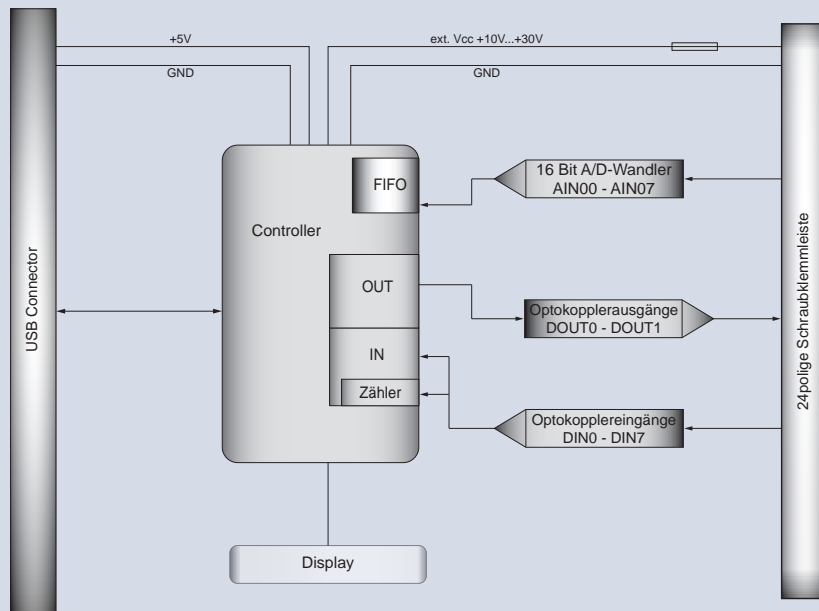 +5V
ext. Vcc +10V...+30V
GND
GND
16 Bit A/D-Wandler
AIN00 - AIN07
FIFO
Controller
USB Connector
24polige Schraubklemmleiste
OUT
Optokopplerausgänge
DOUT0 - DOUT1
IN
Zähler
Optokopplereingänge
DIN0 - DIN7
Display